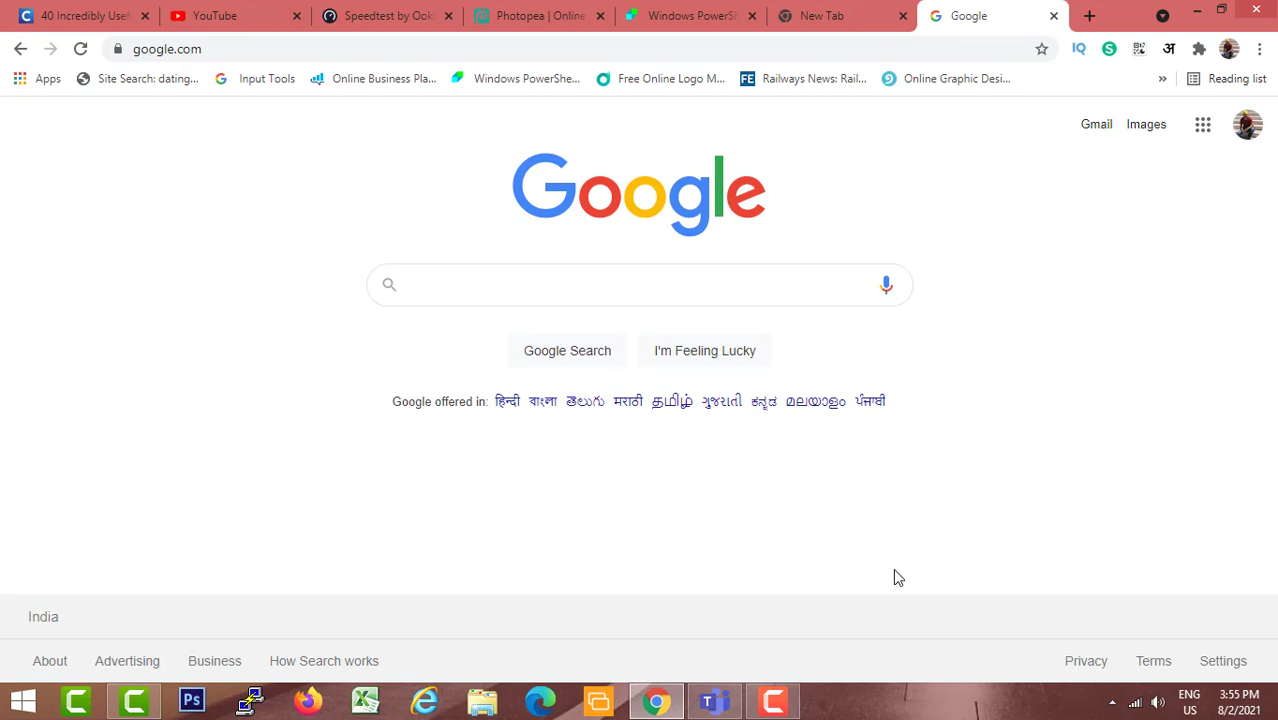 40 Incredibly Usef
YouTube
Speedtest by Ookl
Photopea | Online
Windows PowerSh
New Tab
Google
google.com
IQ
S
अ
Apps
Site Search: dating...
Input Tools
Online Business Pla...
Windows PowerShe...
Free Online Logo M...
FE Railways News: Rail...
Online Graphic Desi...
»
Reading list
Gmail Images
Google
Google Search I'm Feeling Lucky
Google offered in: हिन्दी বাংলা తెలుగు मराठी தமிழ் ગુજરાતી ಕನ್ನಡ മലയാളം ਪੰਜਾਬੀ
India
About Advertising Business How Search works Privacy Terms Settings
Ps
ENG
US
3:55 PM
8/2/2021